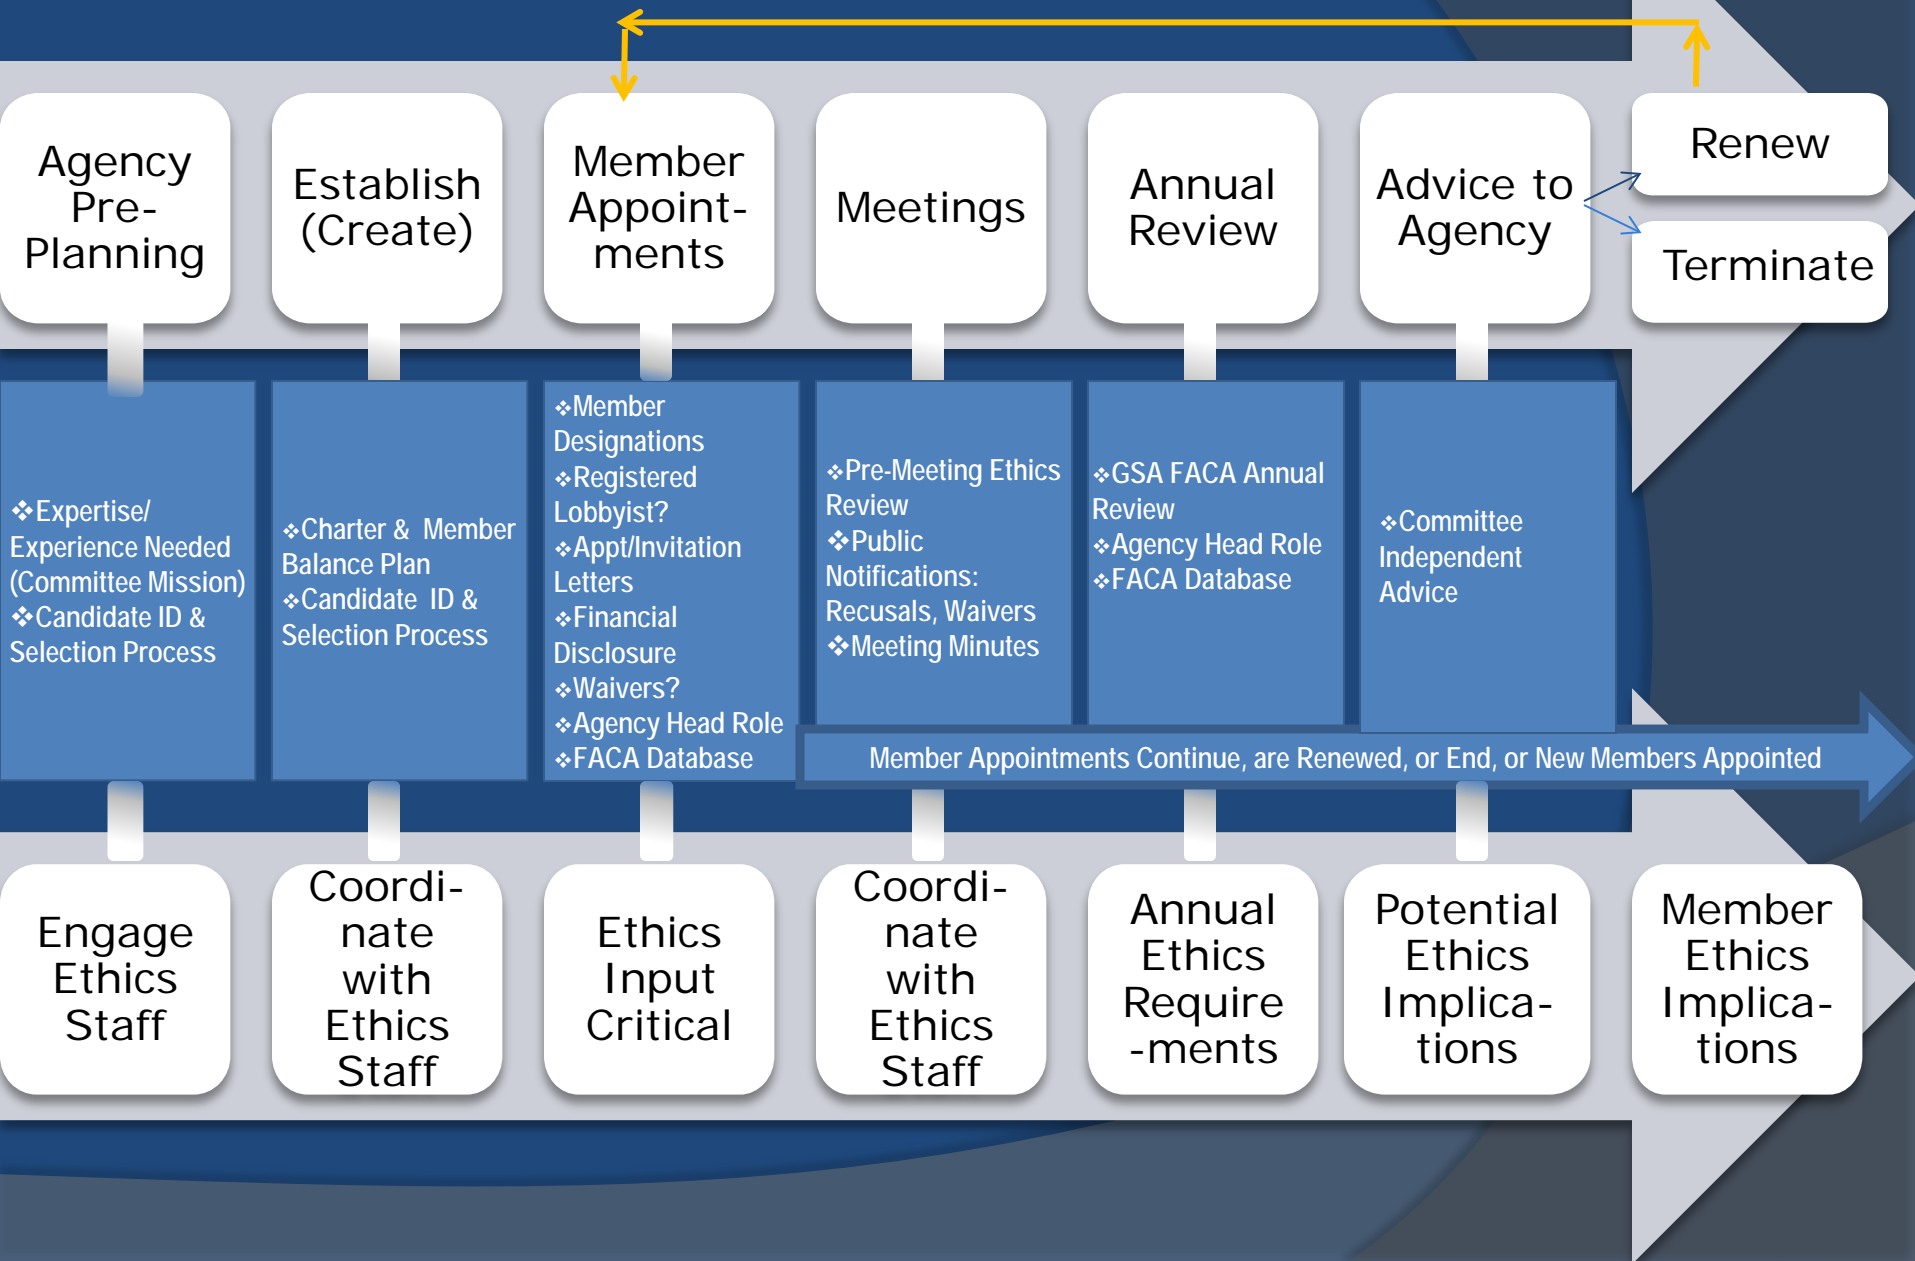 Agency
Pre-
Planning
Establish
(Create)
Member
Appoint-
ments
Meetings
Annual
Review
Advice to
Agency
Renew
Terminate
❖Expertise/
Experience Needed
(Committee Mission)
❖Candidate ID &
Selection Process
❖Charter & Member
Balance Plan
❖Candidate ID &
Selection Process
❖Member
Designations
❖Registered
Lobbyist?
❖Appt/Invitation
Letters
❖Financial
Disclosure
❖Waivers?
❖Agency Head Role
❖FACA Database
❖Pre-Meeting Ethics
Review
❖Public
Notifications:
Recusals, Waivers
❖Meeting Minutes
❖GSA FACA Annual
Review
❖Agency Head Role
❖FACA Database
❖Committee
Independent
Advice
Member Appointments Continue, are Renewed, or End, or New Members Appointed
Engage
Ethics
Staff
Coordi-
nate
with
Ethics
Staff
Ethics
Input
Critical
Coordi-
nate
with
Ethics
Staff
Annual
Ethics
Require
-ments
Potential
Ethics
Implica-
tions
Member
Ethics
Implica-
tions